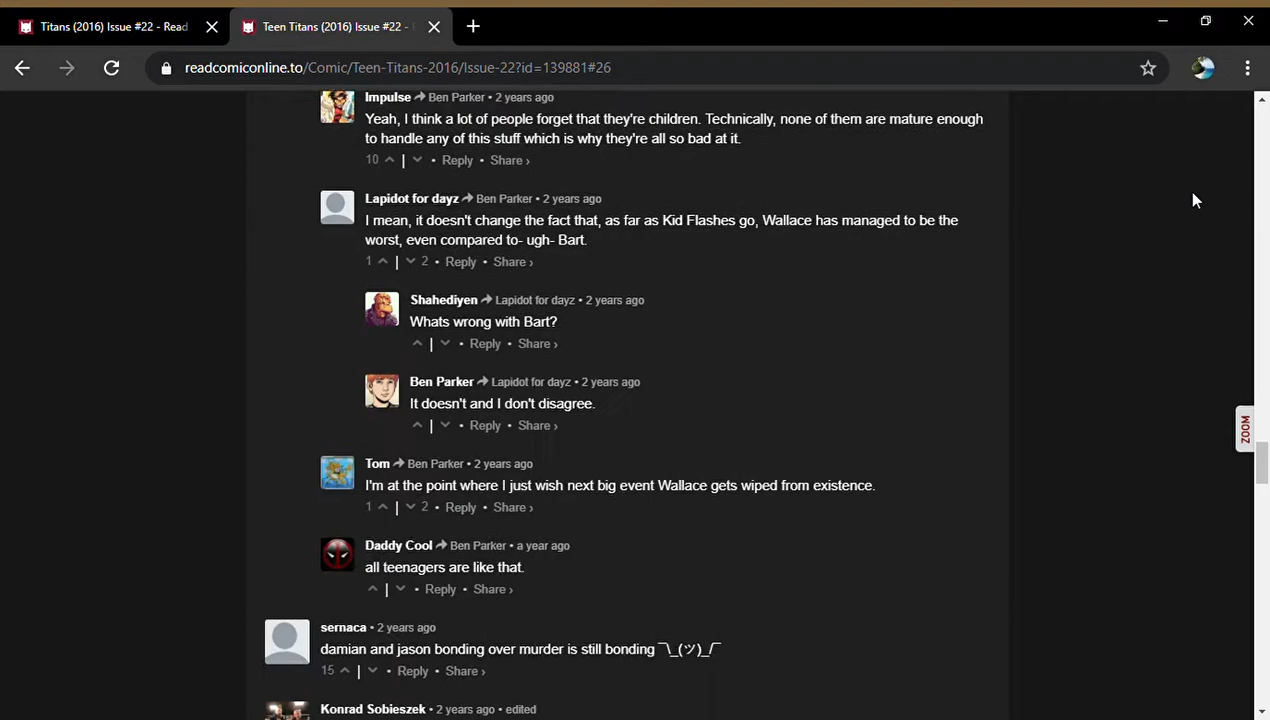 Titans (2016) Issue #22 - Read
Teen Titans (2016) Issue #22 -
readcomiconline.to/Comic/Teen-Titans-2016/Issue-22?id=139881#26
Impulse Ben Parker • 2 years ago
Yeah, I think a lot of people forget that they're children. Technically, none of them are mature enough
to handle any of this stuff which is why they're all so bad at it.
10 | • Reply • Share ›
Lapidot for dayz Ben Parker • 2 years ago
I mean, it doesn't change the fact that, as far as Kid Flashes go, Wallace has managed to be the
worst, even compared to- ugh- Bart.
1 | 2 • Reply • Share ›
Shahediyen Lapidot for dayz • 2 years ago
Whats wrong with Bart?
| • Reply • Share ›
Ben Parker Lapidot for dayz • 2 years ago
It doesn't and I don't disagree.
| • Reply • Share ›
Tom Ben Parker • 2 years ago
I'm at the point where I just wish next big event Wallace gets wiped from existence.
1 | 2 • Reply • Share ›
Daddy Cool Ben Parker • a year ago
all teenagers are like that.
| • Reply • Share ›
sernaca • 2 years ago
damian and jason bonding over murder is still bonding ¯\_(ツ)_/¯
15 | • Reply • Share ›
Konrad Sobieszek • 2 years ago • edited
ZOOM